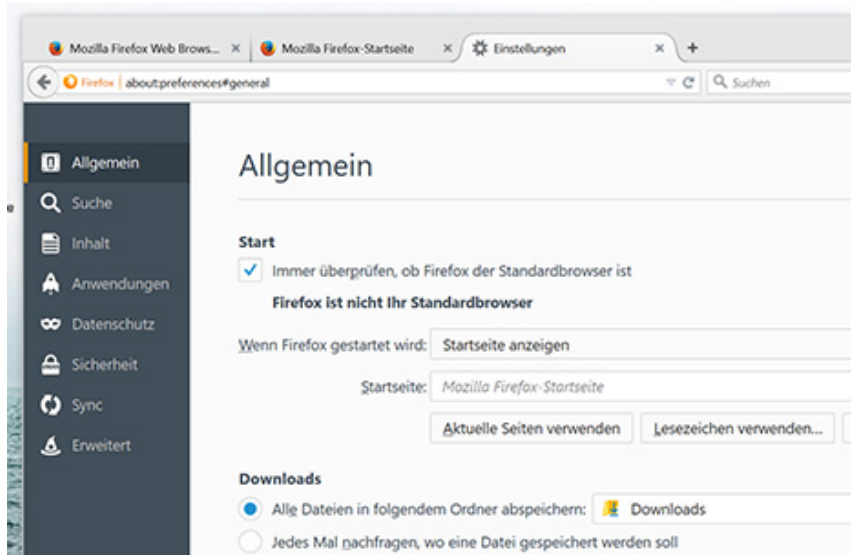 Mozilla Firefox Web Brows... × Mozilla Firefox-Startseite × Einstellungen × +
Firefox about:preferences#general Suchen
Allgemein
Suche
Inhalt
Anwendungen
Datenschutz
Sicherheit
Sync
Erweitert
Allgemein
Start
Immer überprüfen, ob Firefox der Standardbrowser ist
Firefox ist nicht Ihr Standardbrowser
Wenn Firefox gestartet wird: Startseite anzeigen
Startseite: Mozilla Firefox-Startseite
Aktuelle Seiten verwenden Lesezeichen verwenden...
Downloads
Alle Dateien in folgendem Ordner abspeichern: Downloads
Jedes Mal nachfragen, wo eine Datei gespeichert werden soll